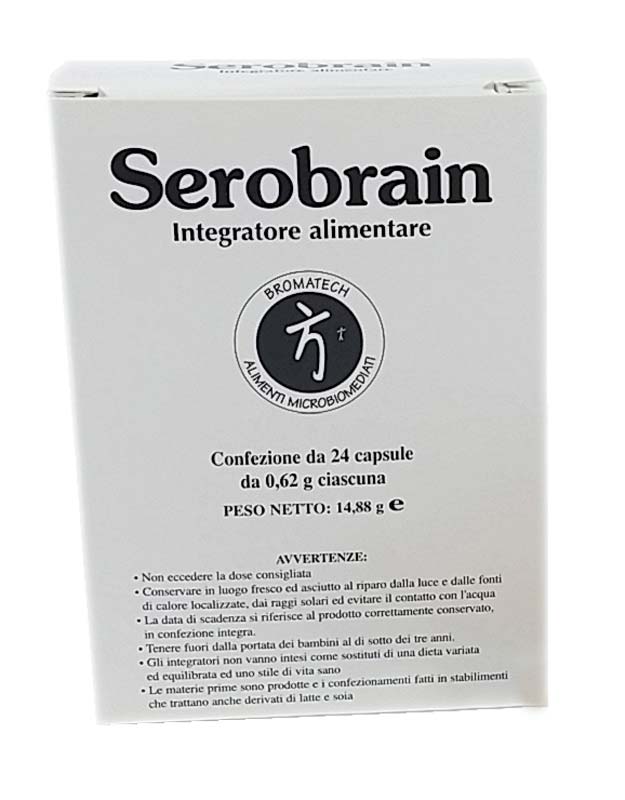 Serobrain
Integratore alimentare
Serobrain
Integratore alimentare
BROMATECH
方
ALIMENTI MICROBIOMEDIATI
Confezione da 24 capsule
da 0,62 g ciascuna
PESO NETTO: 14,88 g e
AVVERTENZE:
• Non eccedere la dose consigliata
• Conservare in luogo fresco ed asciutto al riparo dalla luce e dalle fonti
di calore localizzate, dai raggi solari ed evitare il contatto con l'acqua
• La data di scadenza si riferisce al prodotto correttamente conservato,
in confezione integra.
• Tenere fuori dalla portata dei bambini al di sotto dei tre anni.
• Gli integratori non vanno intesi come sostituti di una dieta variata
ed equilibrata ed uno stile di vita sano
• Le materie prime sono prodotte e i confezionamenti fatti in stabilimenti
che trattano anche derivati di latte e soia